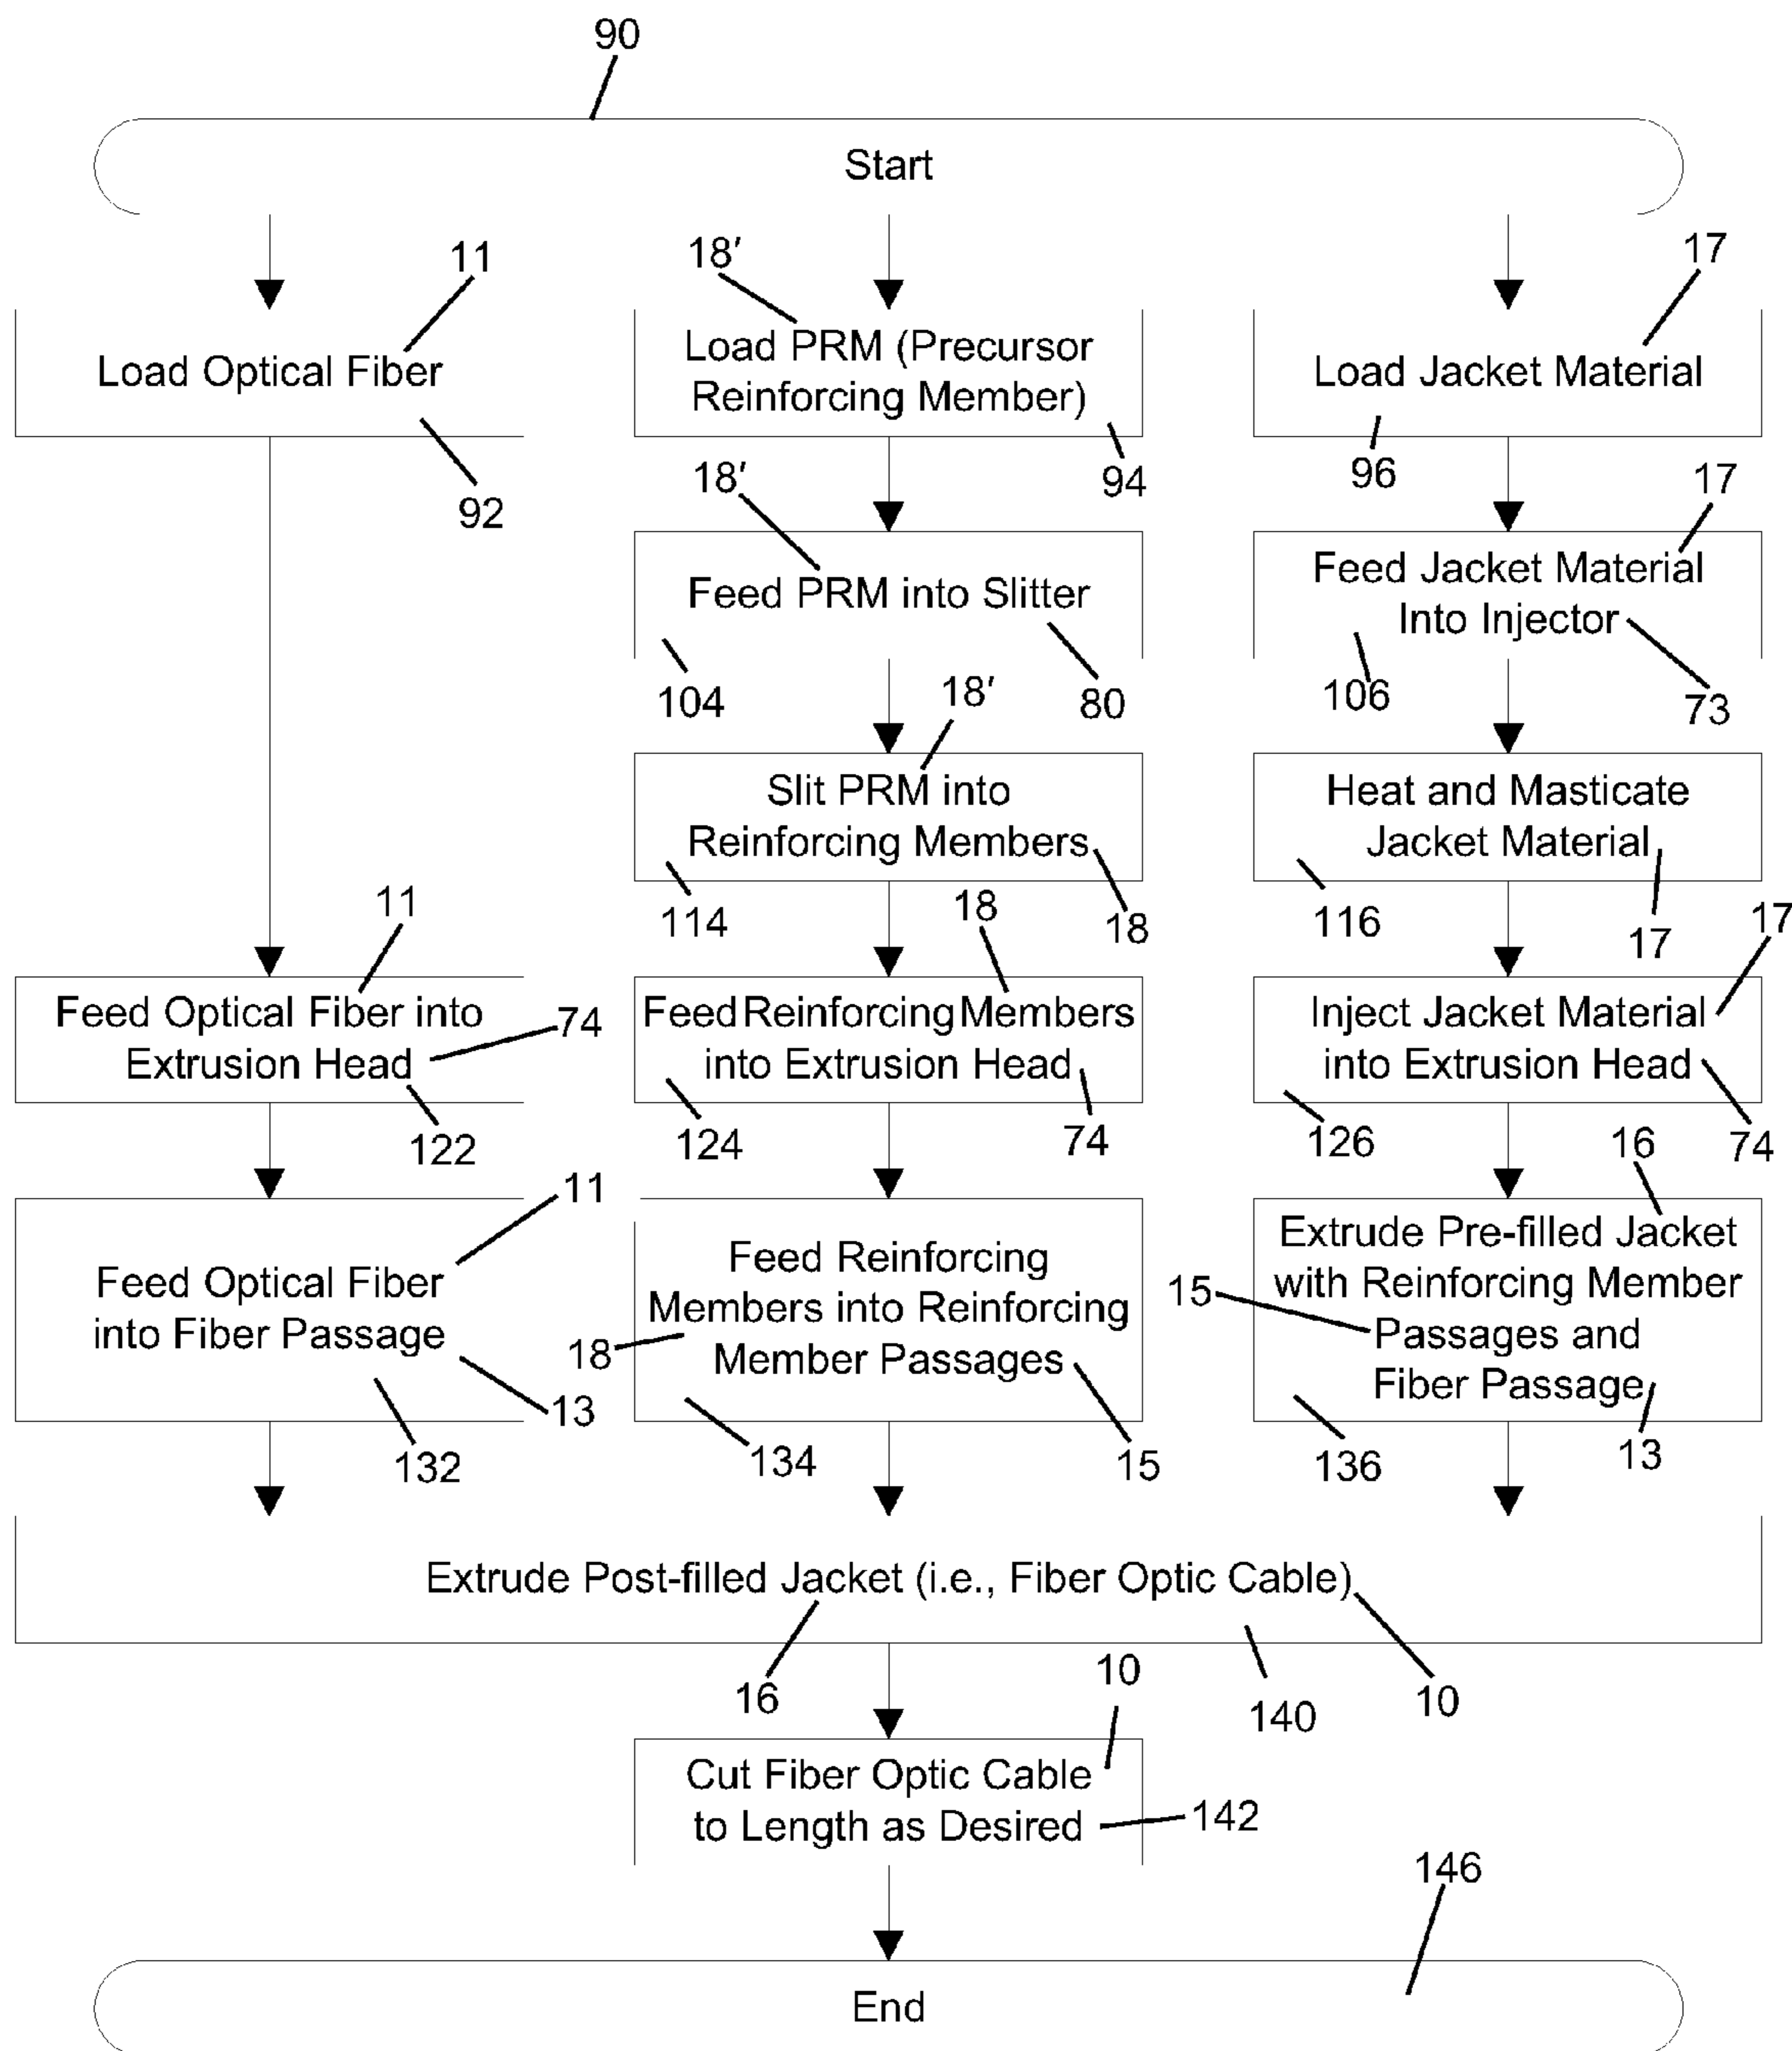 90
Start
11
18′
17
Load Optical Fiber
Load PRM (Precursor
Reinforcing Member)
Load Jacket Material
92
94
96
18′
17
Feed PRM into Slitter
Feed Jacket Material
Into Injector
104
80
106
73
18′
Slit PRM into
Reinforcing Members
Heat and Masticate
Jacket Material
114
18
116
17
11
18
17
Feed Optical Fiber into
Extrusion Head
74
Feed Reinforcing Members
into Extrusion Head
Inject Jacket Material
into Extrusion Head
122
124
74
126
74
11
16
Feed Optical Fiber
into Fiber Passage
Feed Reinforcing
Members into Reinforcing
Member Passages
18
Extrude Pre-filled Jacket
with Reinforcing Member
Passages and
Fiber Passage
15
13
132
134
15
136
13
Extrude Post-filled Jacket (i.e., Fiber Optic Cable)
16
140
10
10
Cut Fiber Optic Cable
to Length as Desired
142
146
End